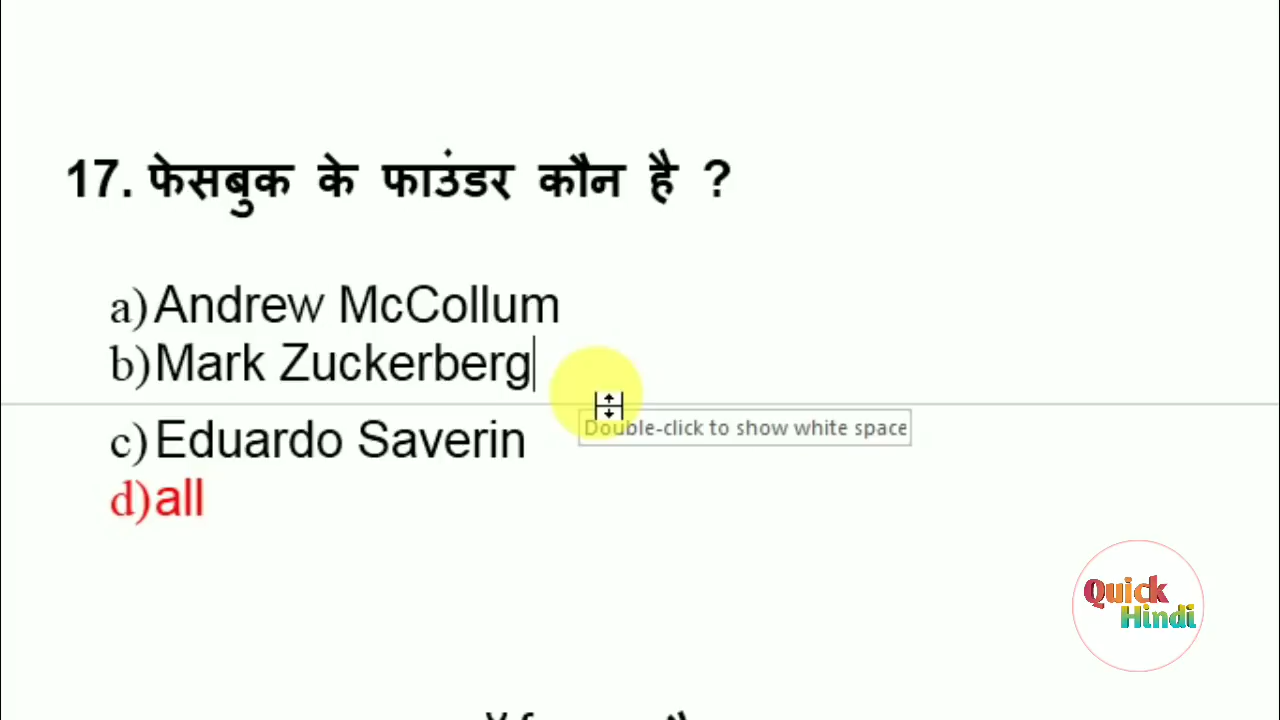 17. फेसबुक के फाउंडर कौन है ?
a) Andrew McCollum
b) Mark Zuckerberg
Double-click to show white space
c) Eduardo Saverin
d) all
Quick
Hindi